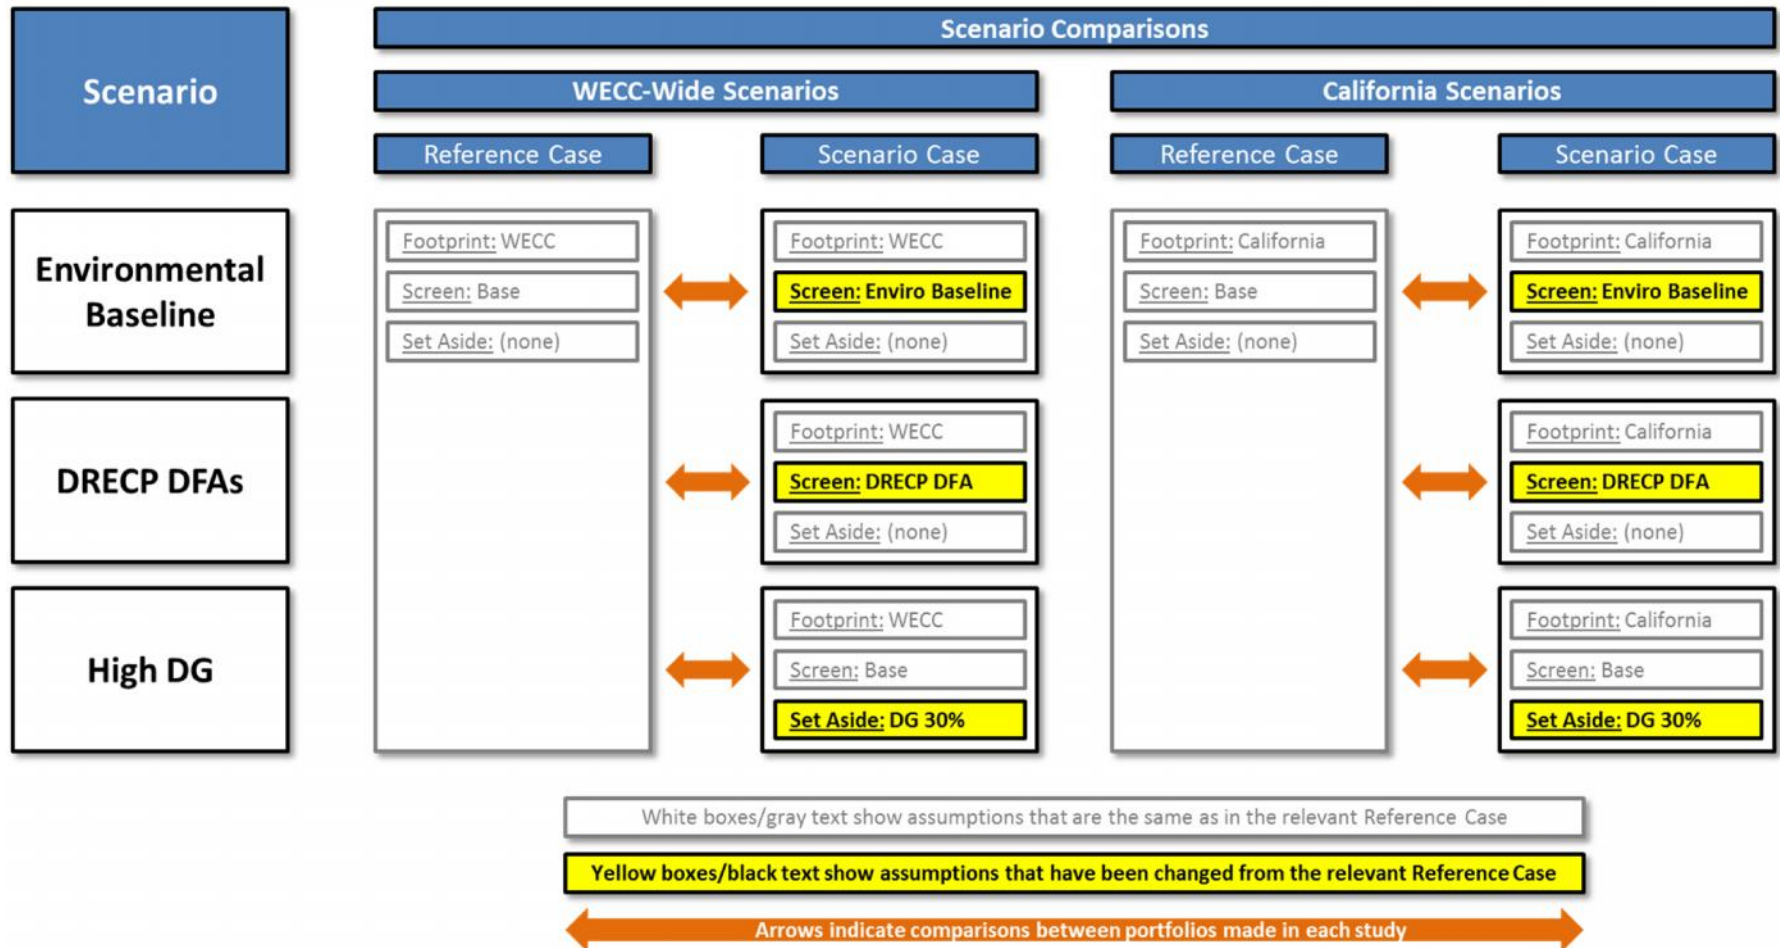 Scenario
Scenario Comparisons
WECC-Wide Scenarios
California Scenarios
Reference Case
Scenario Case
Reference Case
Scenario Case
Environmental
Baseline
Footprint: WECC
Screen: Base
Set Aside: (none)
Footprint: WECC
Screen: Enviro Baseline
Set Aside: (none)
Footprint: California
Screen: Base
Set Aside: (none)
Footprint: California
Screen: Enviro Baseline
Set Aside: (none)
DRECP DFAs
Footprint: WECC
Screen: DRECP DFA
Set Aside: (none)
Footprint: California
Screen: DRECP DFA
Set Aside: (none)
High DG
Footprint: WECC
Screen: Base
Set Aside: DG 30%
Footprint: California
Screen: Base
Set Aside: DG 30%
White boxes/gray text show assumptions that are the same as in the relevant Reference Case
Yellow boxes/black text show assumptions that have been changed from the relevant Reference Case
Arrows indicate comparisons between portfolios made in each study